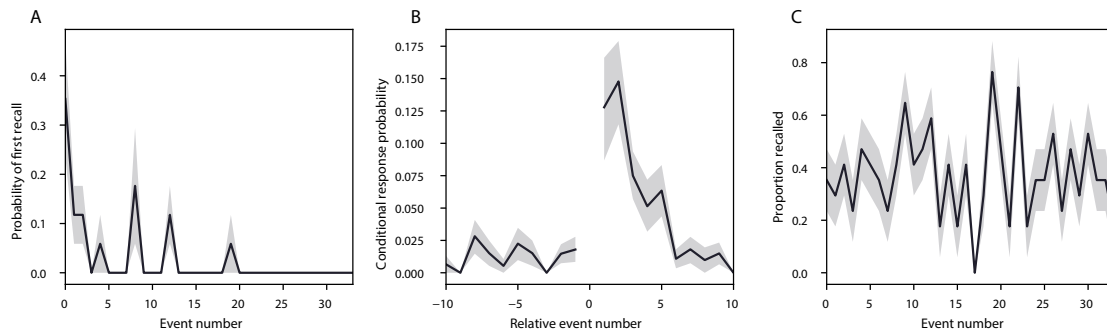 A
Probability of first recall
0.4
0.3
0.2
0.1
0.0
0 5 10 15 20 25 30
Event number
B
Conditional response probability
0.175
0.150
0.125
0.100
0.075
0.050
0.025
0.000
−10 −5 0 5 10
Relative event number
C
Proportion recalled
0.8
0.6
0.4
0.2
0.0
0 5 10 15 20 25 30
Event number